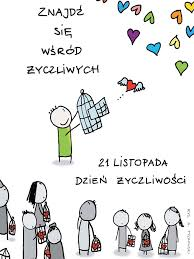 ZNAJDŹ
SIĘ
WŚRÓD
ŻYCZLIWYCH
21 LISTOPADA
DZIEŃ ŻYCZLIWOŚCI